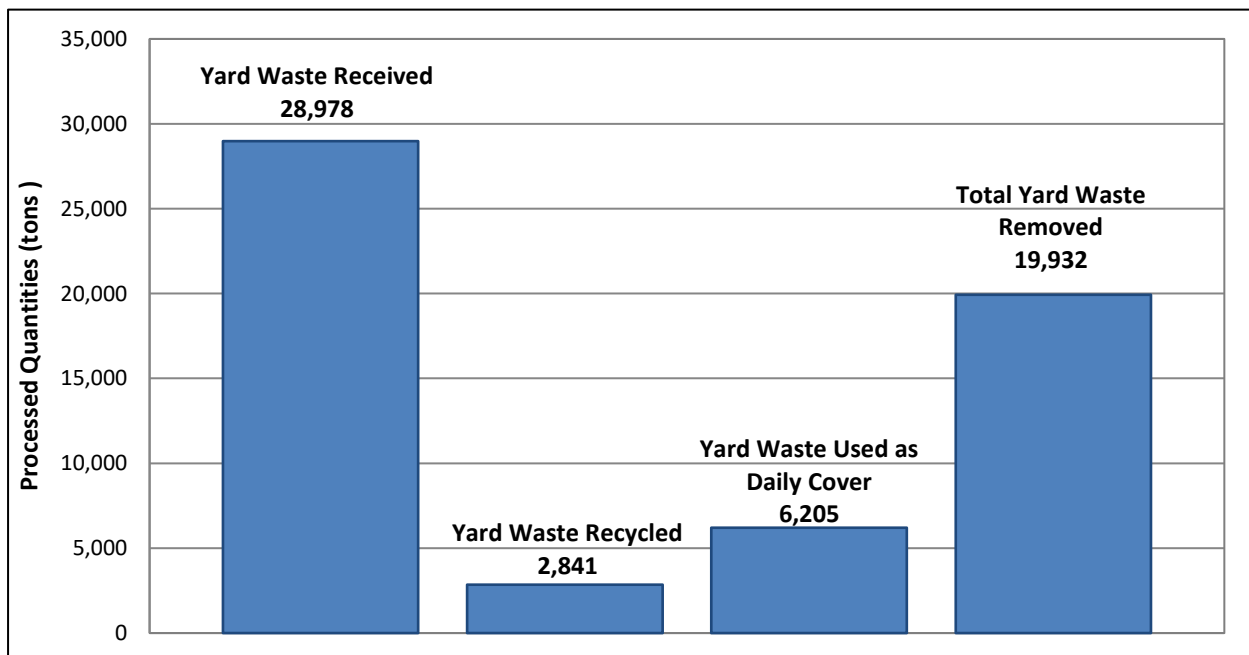 35,000
30,000
25,000
20,000
15,000
10,000
5,000
0
Processed Quantities (tons )
Yard Waste Received
28,978
Yard Waste Recycled
2,841
Yard Waste Used as
Daily Cover
6,205
Total Yard Waste
Removed
19,932